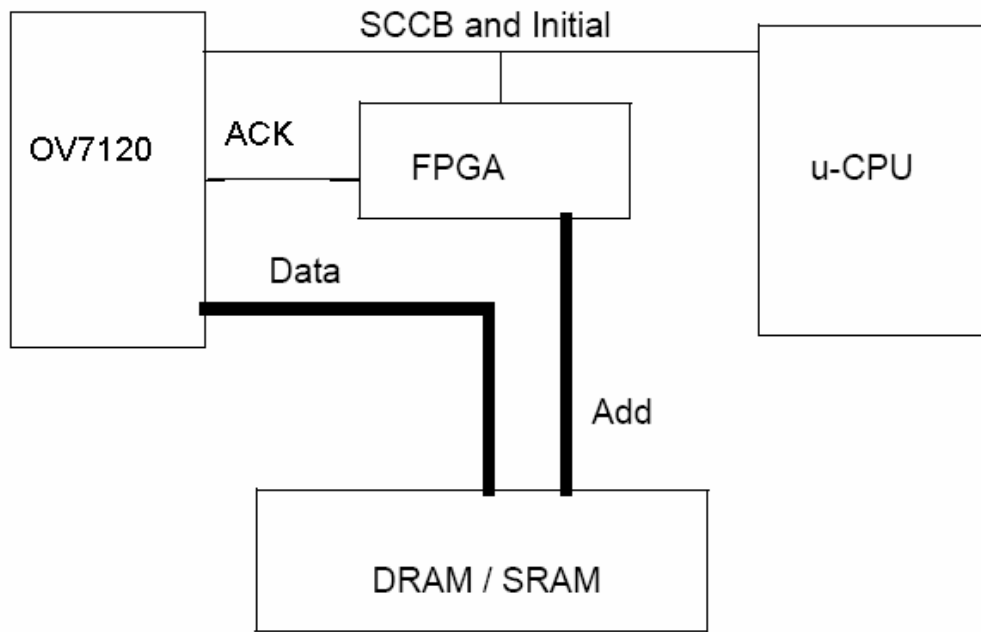 SCCB and Initial
OV7120
ACK
FPGA
u-CPU
Data
Add
DRAM / SRAM